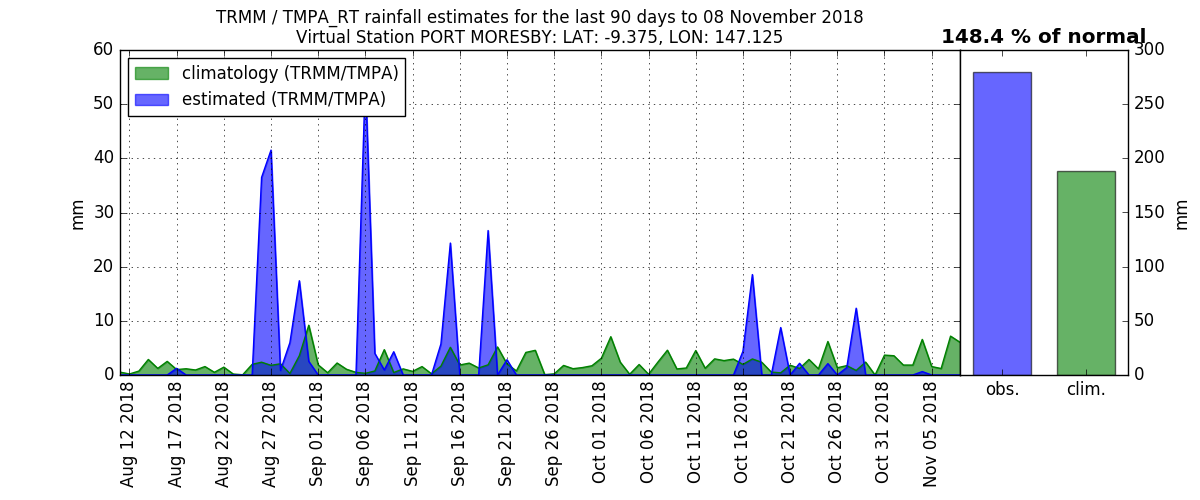 TRMM / TMPA_RT rainfall estimates for the last 90 days to 08 November 2018
Virtual Station PORT MORESBY: LAT: -9.375, LON: 147.125
148.4 % of normal
climatology (TRMM/TMPA)
estimated (TRMM/TMPA)
mm
60
50
40
30
20
10
0
Aug 12 2018
Aug 17 2018
Aug 22 2018
Aug 27 2018
Sep 01 2018
Sep 06 2018
Sep 11 2018
Sep 16 2018
Sep 21 2018
Sep 26 2018
Oct 01 2018
Oct 06 2018
Oct 11 2018
Oct 16 2018
Oct 21 2018
Oct 26 2018
Oct 31 2018
Nov 05 2018
obs.
clim.
300
250
200
150
100
50
0
mm